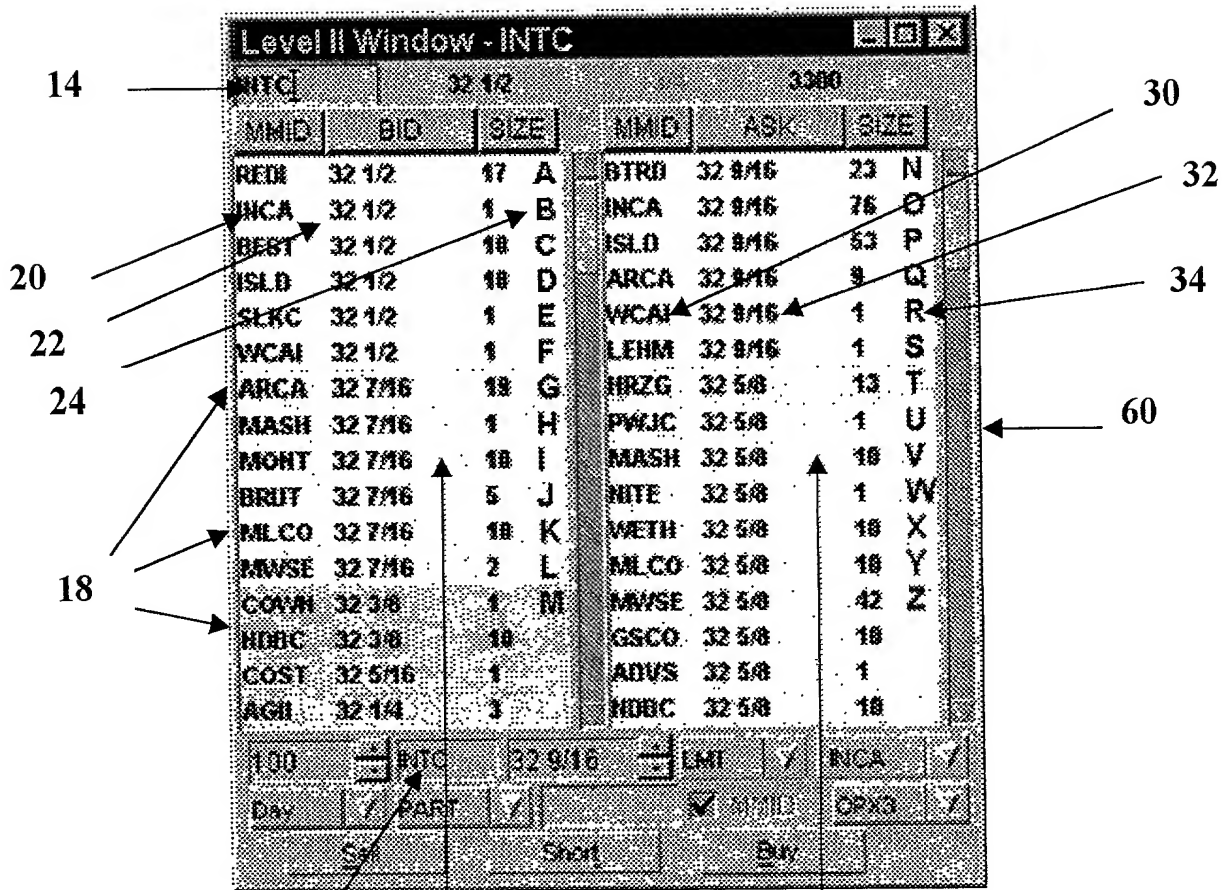 Level II Window - INTC
14
INTC 32 1/2 3300
30
MMID BID SIZE MMID ASK SIZE
REDI 32 1/2 17 A BTRD 32 9/16 23 N
32
INCA 32 1/2 1 B INCA 32 9/16 76 O
BEST 32 1/2 10 C ISLD 32 9/16 53 P
20
ISLD 32 1/2 10 D ARCA 32 9/16 9 Q
34
SLKC 32 1/2 1 E WCAI 32 9/16 1 R
22
WCAI 32 1/2 1 F LEHM 32 9/16 1 S
24
ARCA 32 7/16 19 G HRZG 32 5/8 13 T
60
MASH 32 7/16 1 H PWJC 32 5/8 1 U
MONT 32 7/16 10 I MASH 32 5/8 10 V
BRUT 32 7/16 5 J NITE 32 5/8 1 W
MLCO 32 7/16 10 K WETH 32 5/8 10 X
MWSE 32 7/16 2 L MLCO 32 5/8 10 Y
18
COWN 32 3/8 1 M MWSE 32 5/8 42 Z
HDBC 32 3/8 10 GSCO 32 5/8 10
COST 32 5/16 1 ADVS 32 5/8 1
AGII 32 1/4 3 HDBC 32 5/8 10
100 INTC 32 9/16 LMT INCA
Day PART MMID OPX3
Sell Short Buy